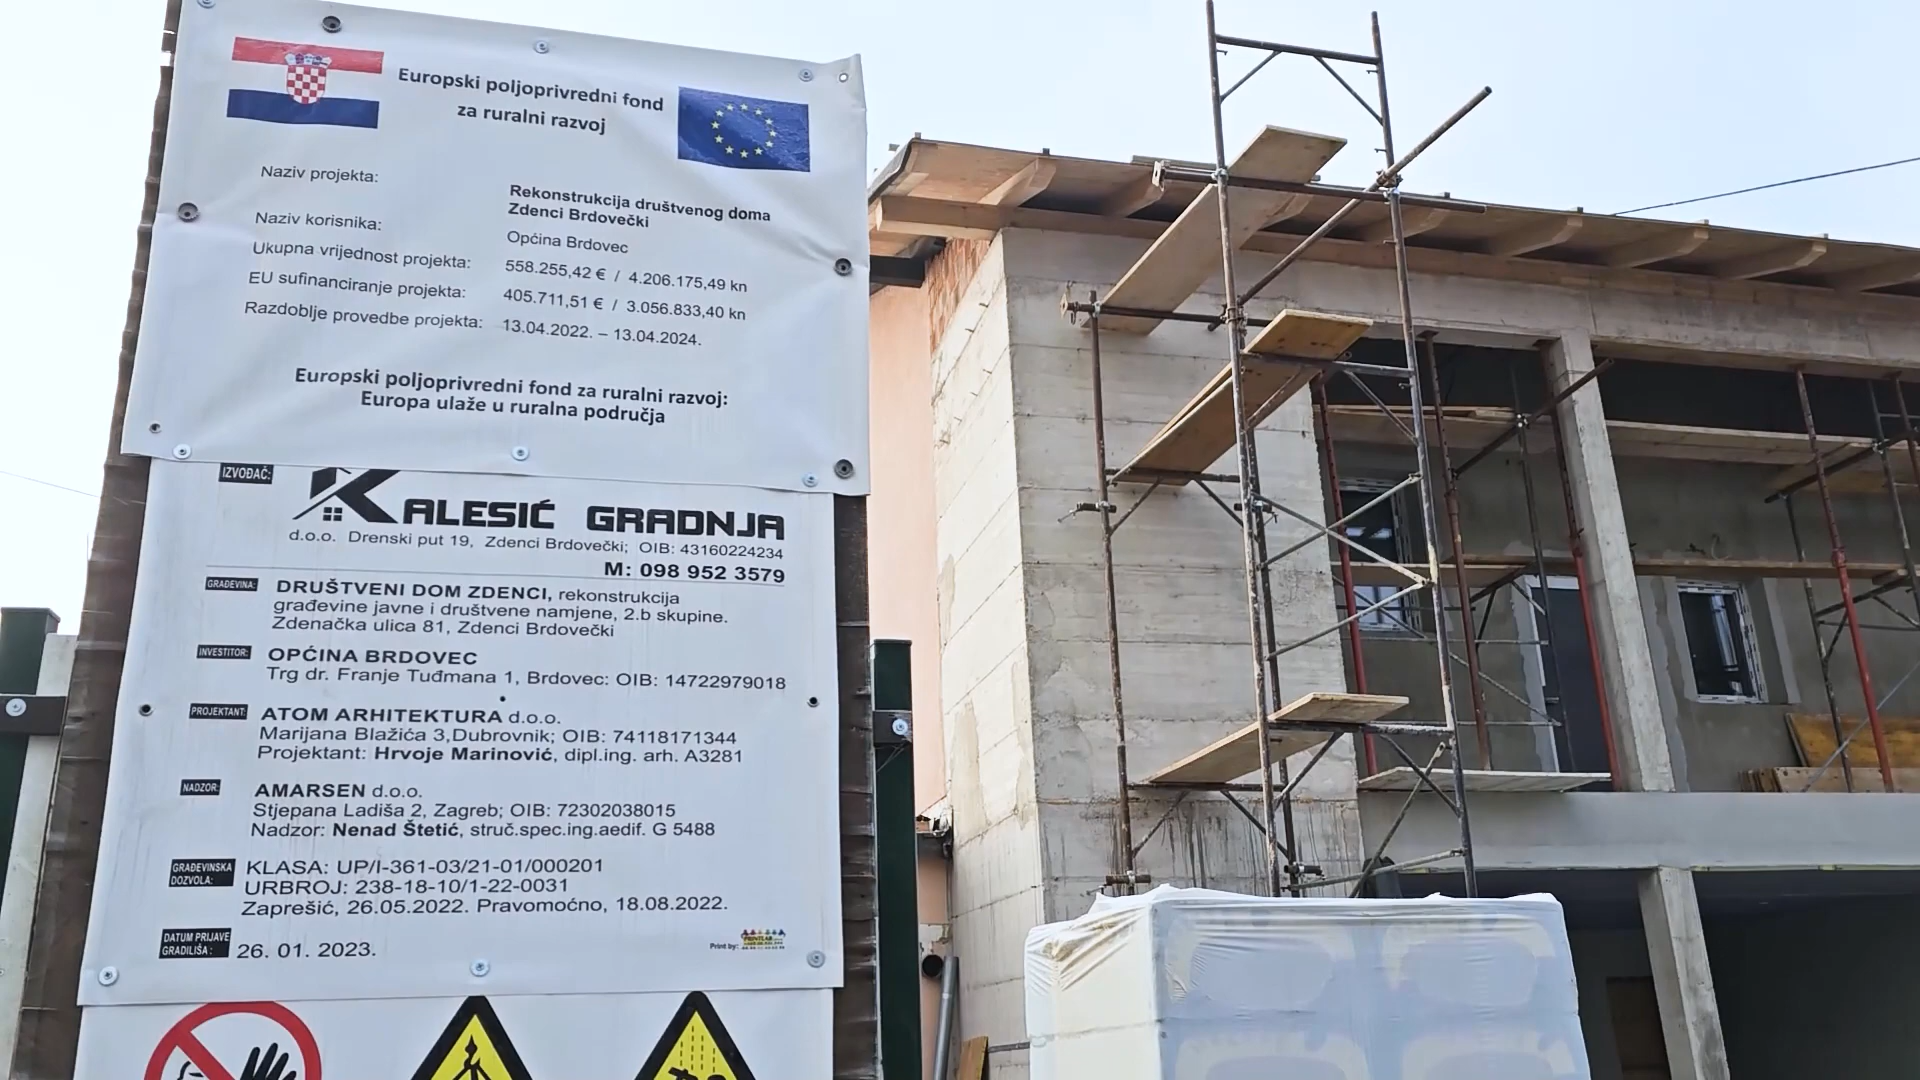 Europski poljoprivredni fond
za ruralni razvoj
Naziv projekta: Rekonstrukcija društvenog doma
Zdenci Brdovečki
Naziv korisnika: Općina Brdovec
Ukupna vrijednost projekta: 558.255,42 € / 4.206.175,49 kn
EU sufinanciranje projekta: 405.711,51 € / 3.056.833,40 kn
Razdoblje provedbe projekta: 13.04.2022. – 13.04.2024.
Europski poljoprivredni fond za ruralni razvoj:
Europa ulaže u ruralna područja
IZVOĐAČ:
KALESIĆ GRADNJA
d.o.o. Drenski put 19, Zdenci Brdovečki; OIB: 43160224234
M: 098 952 3579
GRAĐEVINA: DRUŠTVENI DOM ZDENCI, rekonstrukcija
građevine javne i društvene namjene, 2.b skupine.
Zdenačka ulica 81, Zdenci Brdovečki
INVESTITOR: OPĆINA BRDOVEC
Trg dr. Franje Tuđmana 1, Brdovec: OIB: 14722979018
PROJEKTANT: ATOM ARHITEKTURA d.o.o.
Marijana Blažića 3,Dubrovnik; OIB: 74118171344
Projektant: Hrvoje Marinović, dipl.ing. arh. A3281
NADZOR: AMARSEN d.o.o.
Stjepana Ladiša 2, Zagreb; OIB: 72302038015
Nadzor: Nenad Štetić, struč.spec.ing.aedif. G 5488
GRAĐEVINSKA
DOZVOLA: KLASA: UP/I-361-03/21-01/000201
URBROJ: 238-18-10/1-22-0031
Zaprešić, 26.05.2022. Pravomoćno, 18.08.2022.
DATUM PRIJAVE
GRADILIŠA: 26. 01. 2023.
Print by: